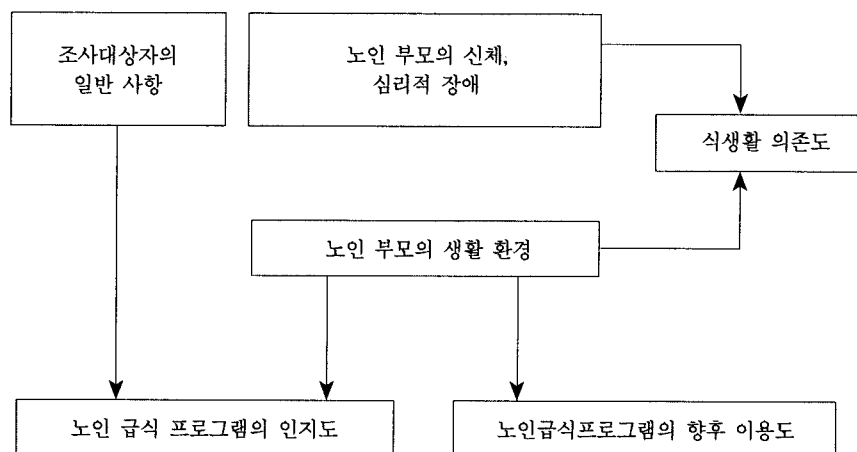 조사대상자의
일반 사항
노인 부모의 신체,
심리적 장애
식생활 의존도
노인 부모의 생활 환경
노인 급식 프로그램의 인지도
노인급식프로그램의 향후 이용도